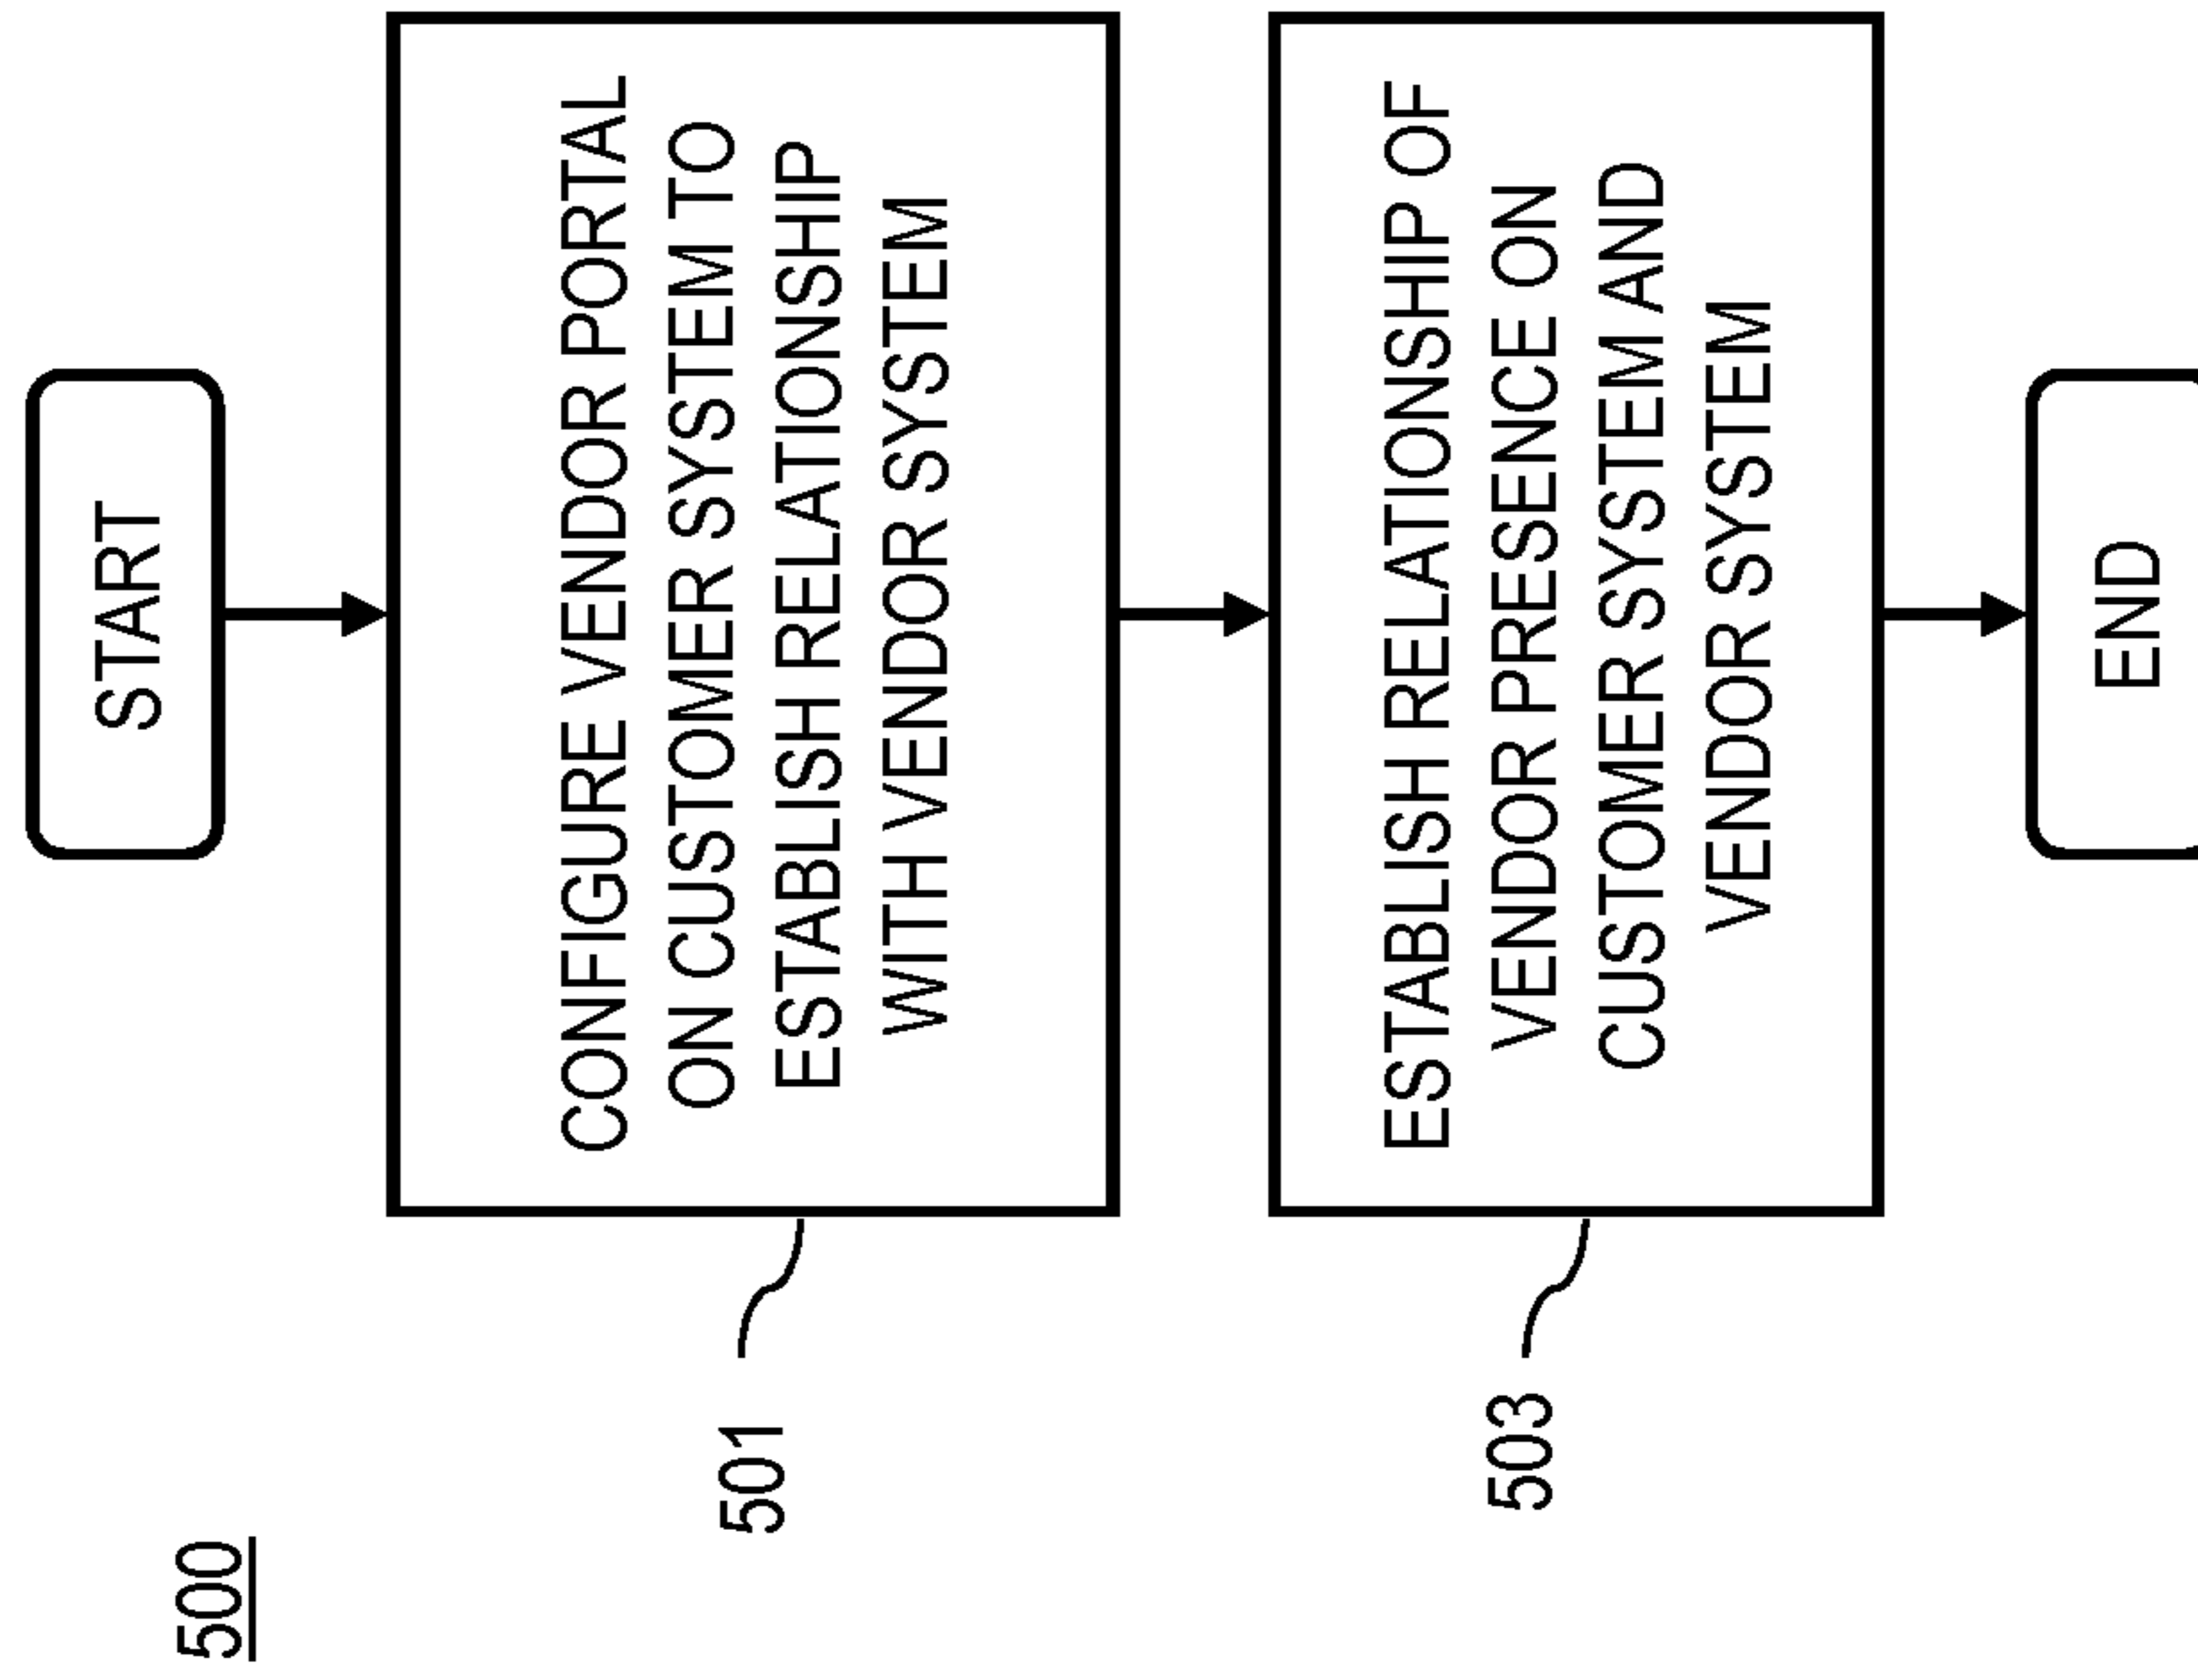 500
START
501
CONFIGURE VENDOR PORTAL
ON CUSTOMER SYSTEM TO
ESTABLISH RELATIONSHIP
WITH VENDOR SYSTEM
503
ESTABLISH RELATIONSHIP OF
VENDOR PRESENCE ON
CUSTOMER SYSTEM AND
VENDOR SYSTEM
END